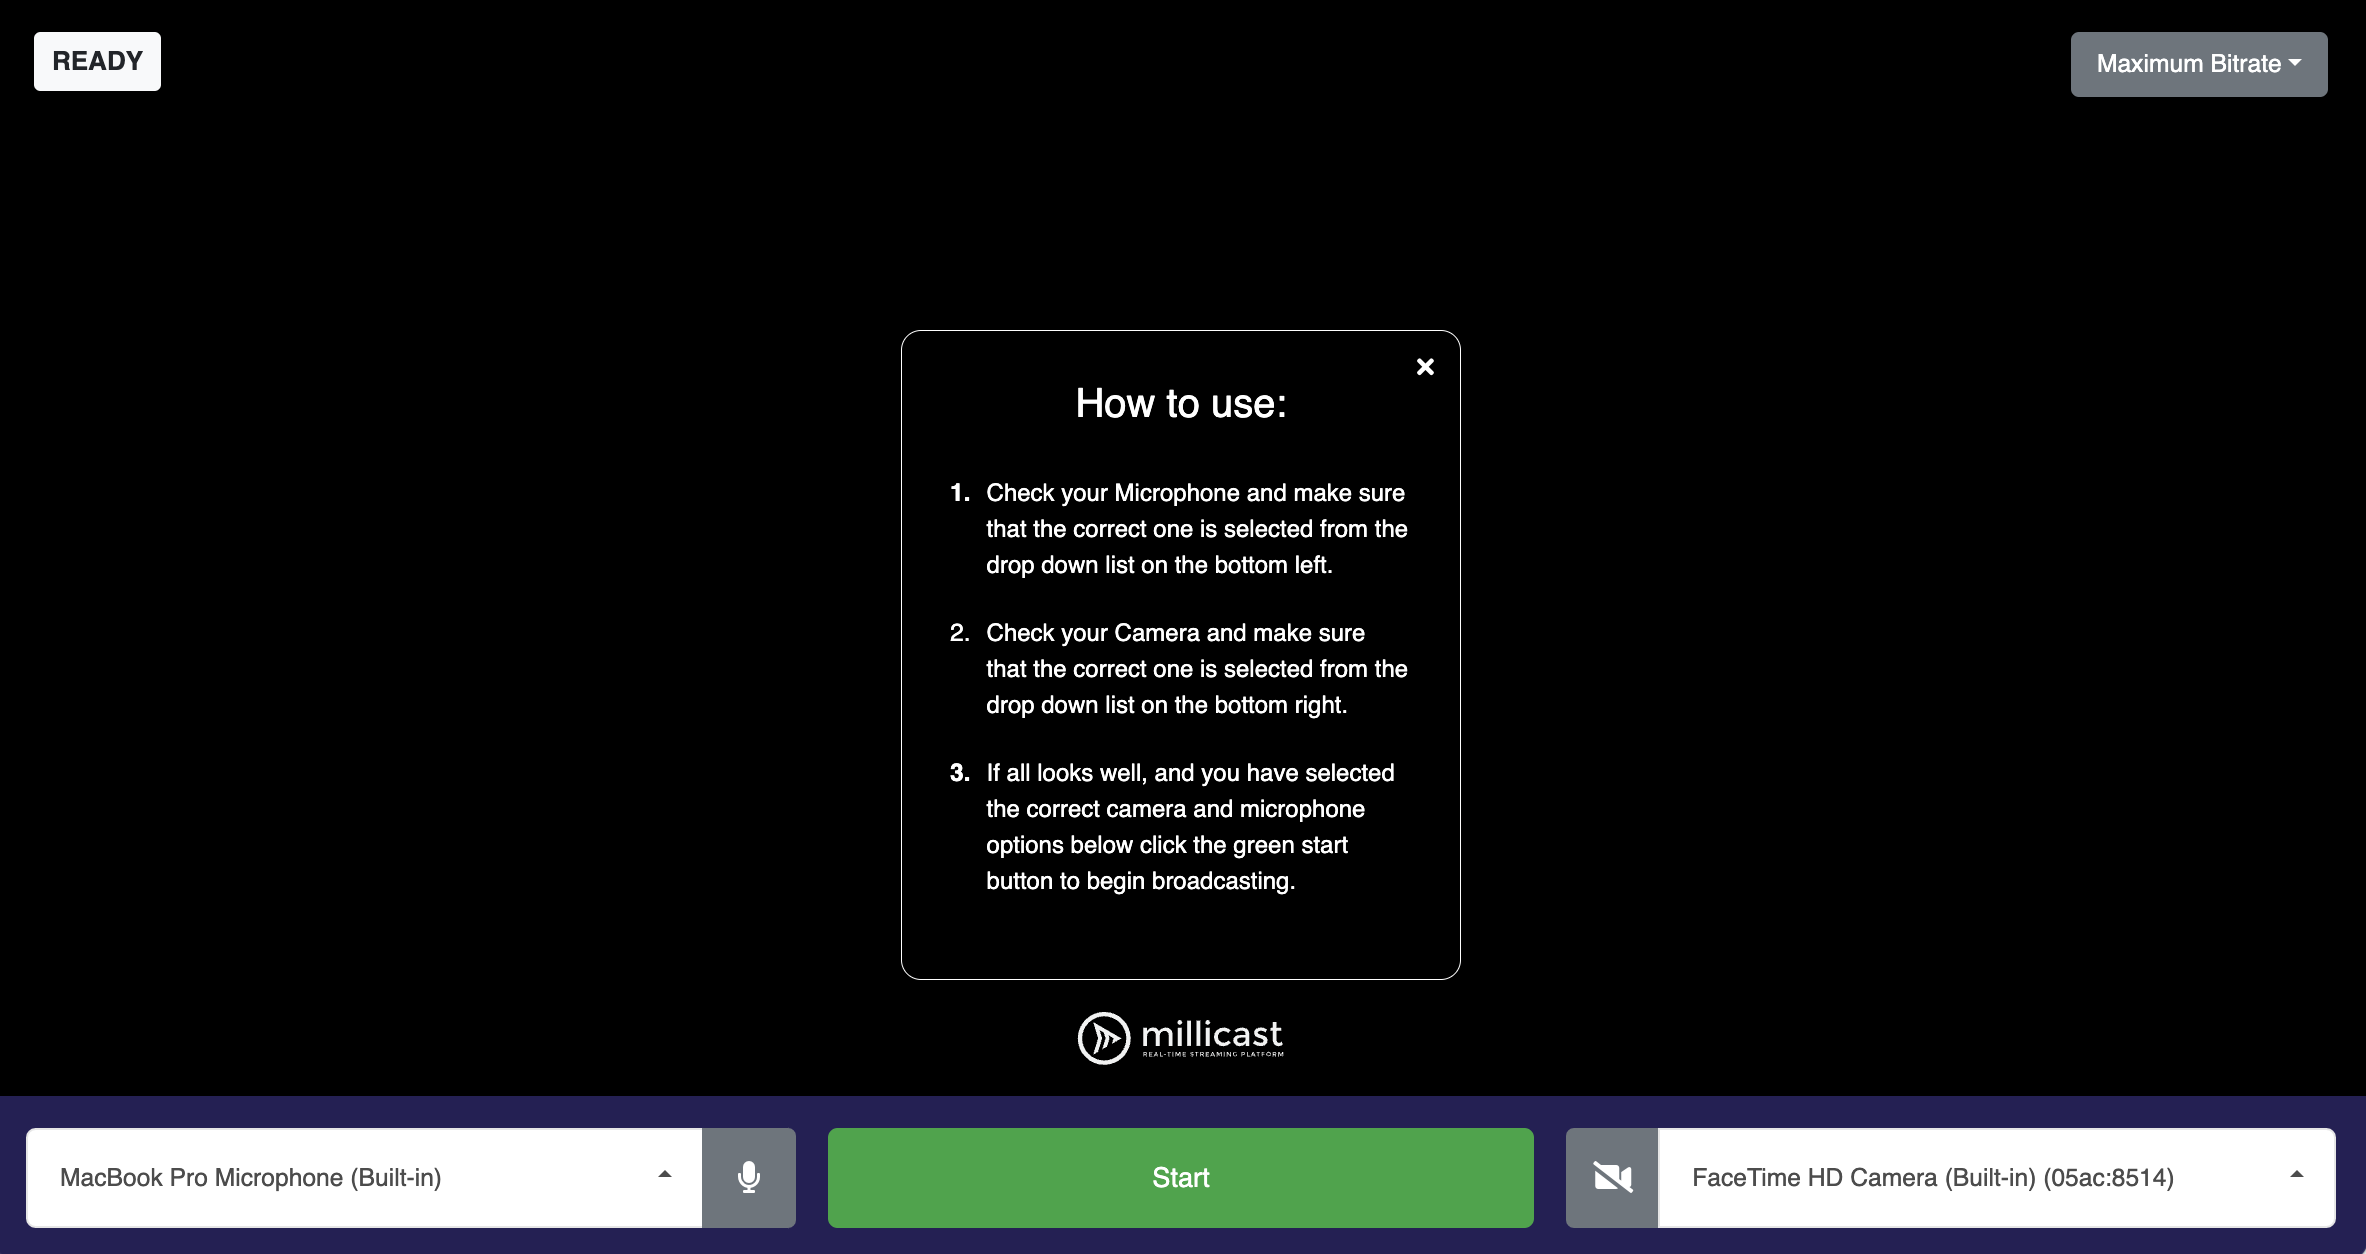 READY
Maximum Bitrate
How to use:
1. Check your Microphone and make sure
that the correct one is selected from the
drop down list on the bottom left.
2. Check your Camera and make sure
that the correct one is selected from the
drop down list on the bottom right.
3. If all looks well, and you have selected
the correct camera and microphone
options below click the green start
button to begin broadcasting.
millicast
REAL-TIME STREAMING PLATFORM
MacBook Pro Microphone (Built-in)
Start
FaceTime HD Camera (Built-in) (05ac:8514)